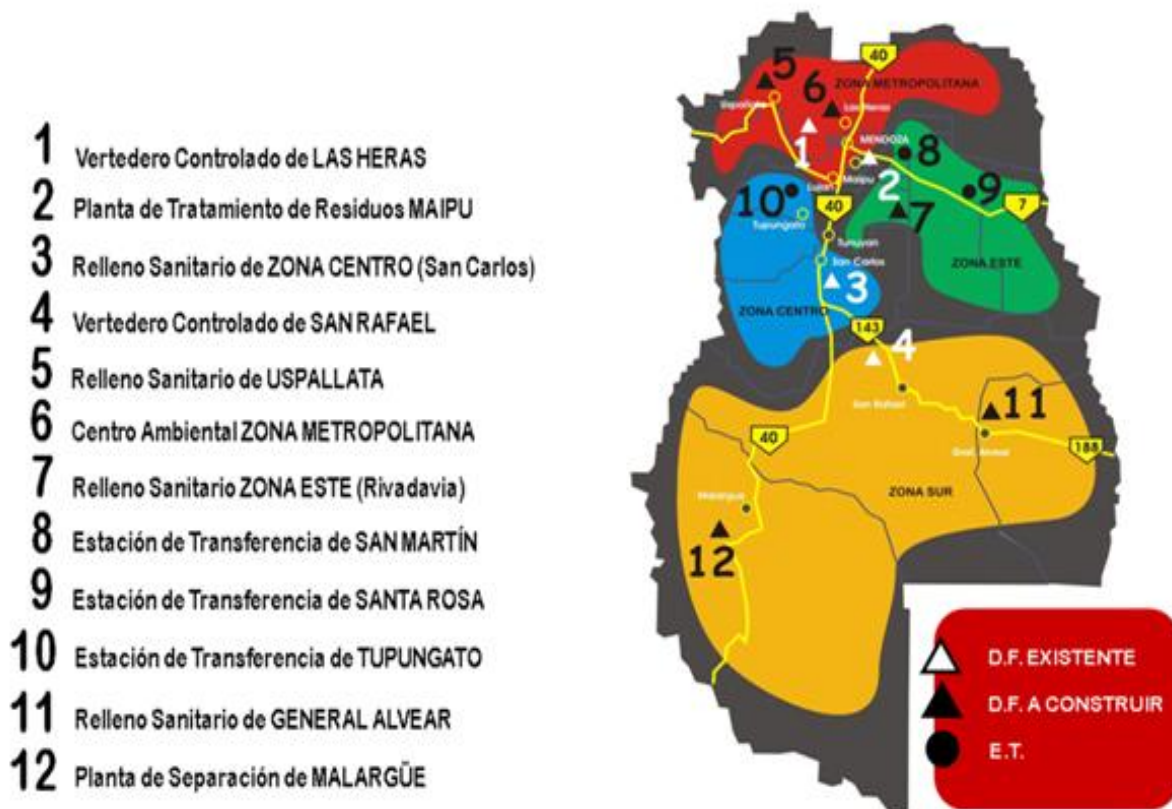 1 Vertedero Controlado de LAS HERAS
2 Planta de Tratamiento de Residuos MAIPU
3 Relleno Sanitario de ZONA CENTRO (San Carlos)
4 Vertedero Controlado de SAN RAFAEL
5 Relleno Sanitario de USPALLATA
6 Centro Ambiental ZONA METROPOLITANA
7 Relleno Sanitario ZONA ESTE (Rivadavia)
8 Estación de Transferencia de SAN MARTÍN
9 Estación de Transferencia de SANTA ROSA
10 Estación de Transferencia de TUPUNGATO
11 Relleno Sanitario de GENERAL ALVEAR
12 Planta de Separación de MALARGÜE
40
5
ZONA METROPOLITANA
6
Las Heras
1
MENDOZA
8
2
Maipu
Lujan
9
10
40
7
7
Tupungato
Tunuyan
San Carlos
ZONA ESTE
3
ZONA CENTRO
143
4
San Rafael
11
40
188
ZONA SUR
Malargue
12
D.F. EXISTENTE
D.F. A CONSTRUIR
E.T.